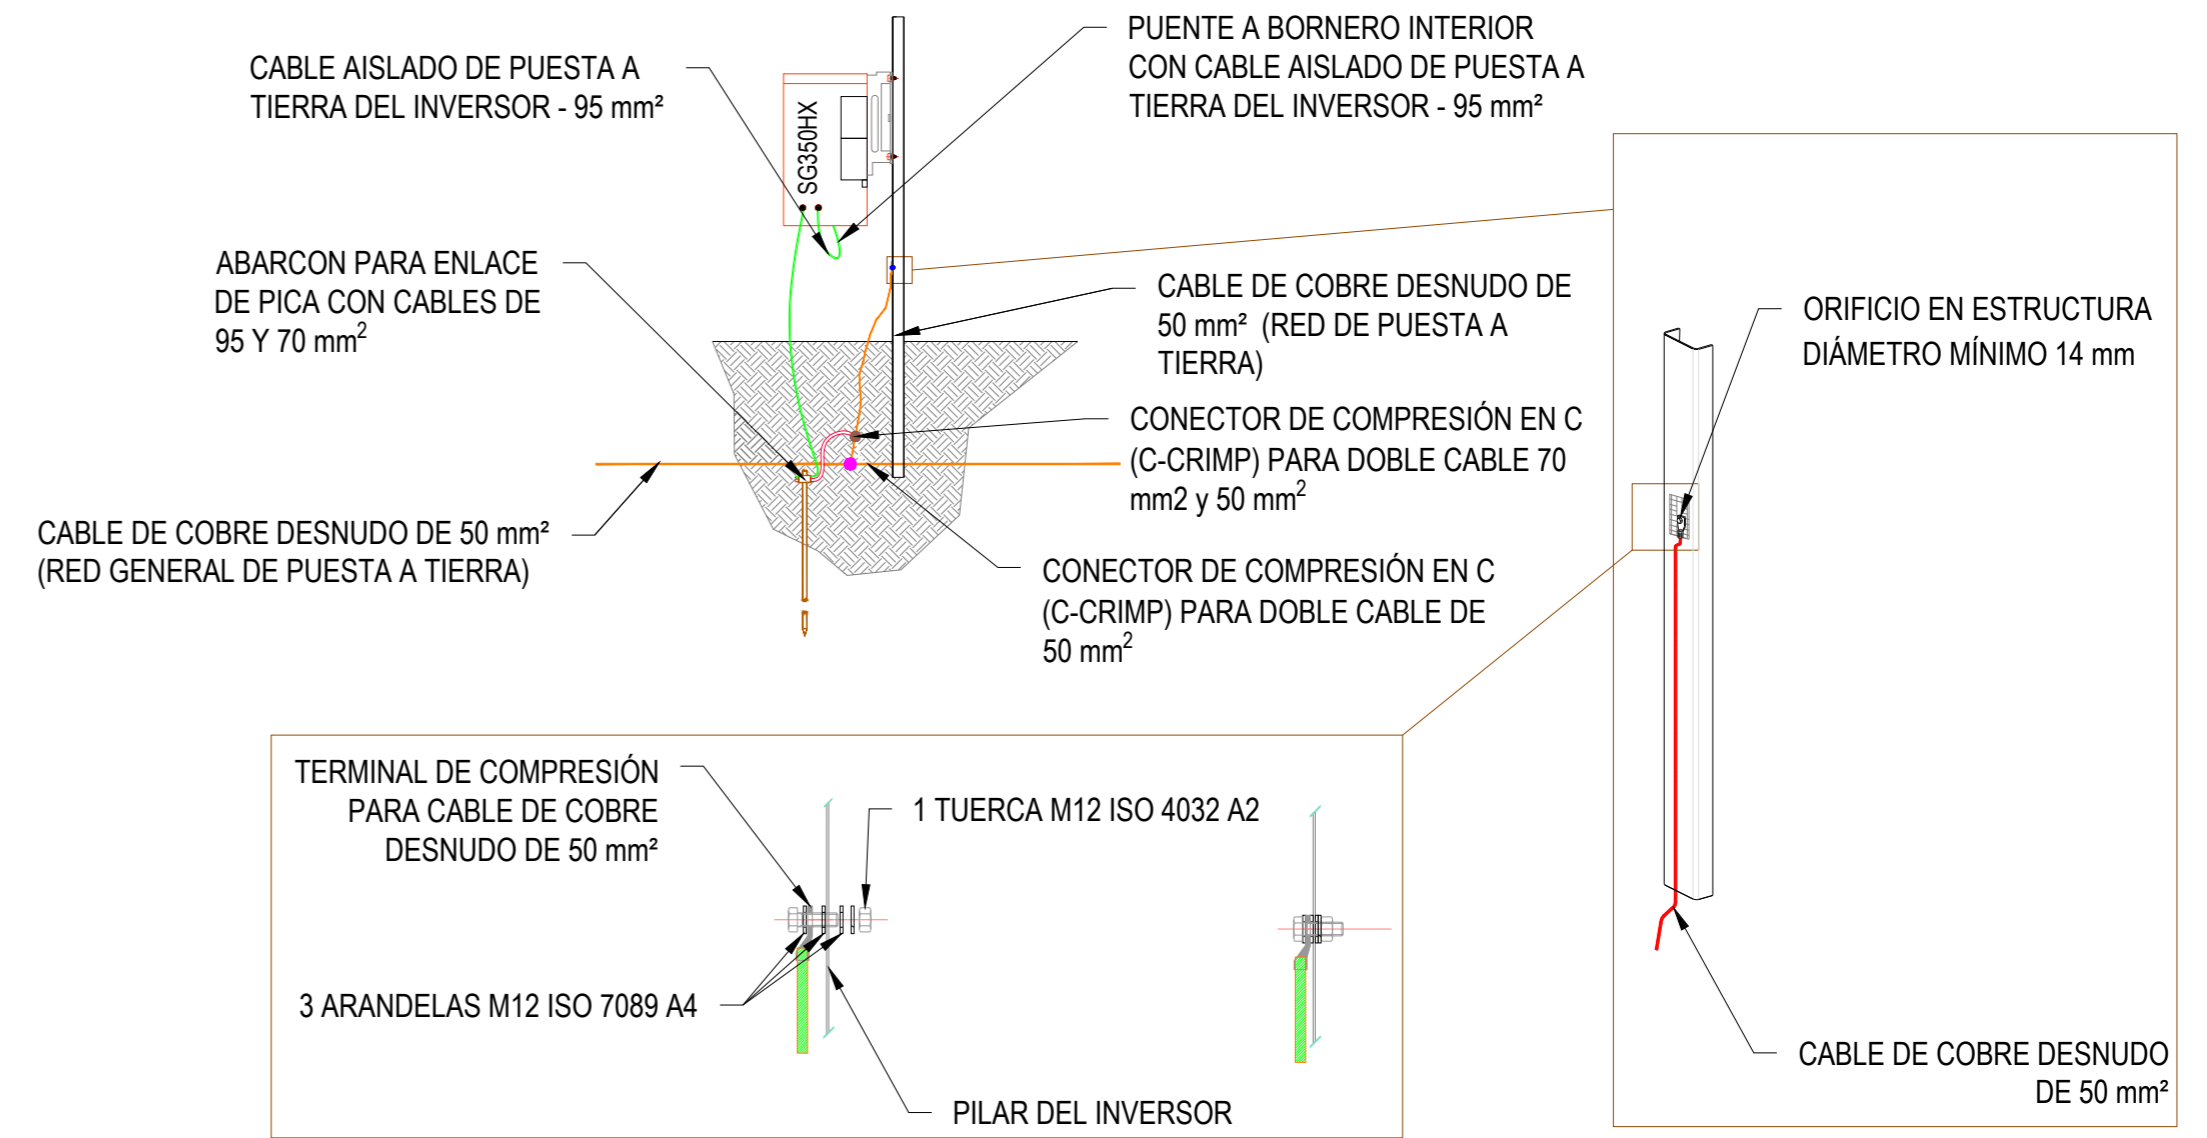 CABLE AISLADO DE PUESTA A
TIERRA DEL INVERSOR - 95 mm²
PUENTE A BORNERO INTERIOR
CON CABLE AISLADO DE PUESTA A
TIERRA DEL INVERSOR - 95 mm²
SG350HX
ABARCON PARA ENLACE
DE PICA CON CABLES DE
95 Y 70 mm²
CABLE DE COBRE DESNUDO DE
50 mm² (RED DE PUESTA A
TIERRA)
ORIFICIO EN ESTRUCTURA
DIÁMETRO MÍNIMO 14 mm
CONECTOR DE COMPRESIÓN EN C
(C-CRIMP) PARA DOBLE CABLE 70
mm2 y 50 mm²
CABLE DE COBRE DESNUDO DE 50 mm²
(RED GENERAL DE PUESTA A TIERRA)
CONECTOR DE COMPRESIÓN EN C
(C-CRIMP) PARA DOBLE CABLE DE
50 mm²
TERMINAL DE COMPRESIÓN
PARA CABLE DE COBRE
DESNUDO DE 50 mm²
1 TUERCA M12 ISO 4032 A2
3 ARANDELAS M12 ISO 7089 A4
PILAR DEL INVERSOR
CABLE DE COBRE DESNUDO
DE 50 mm²